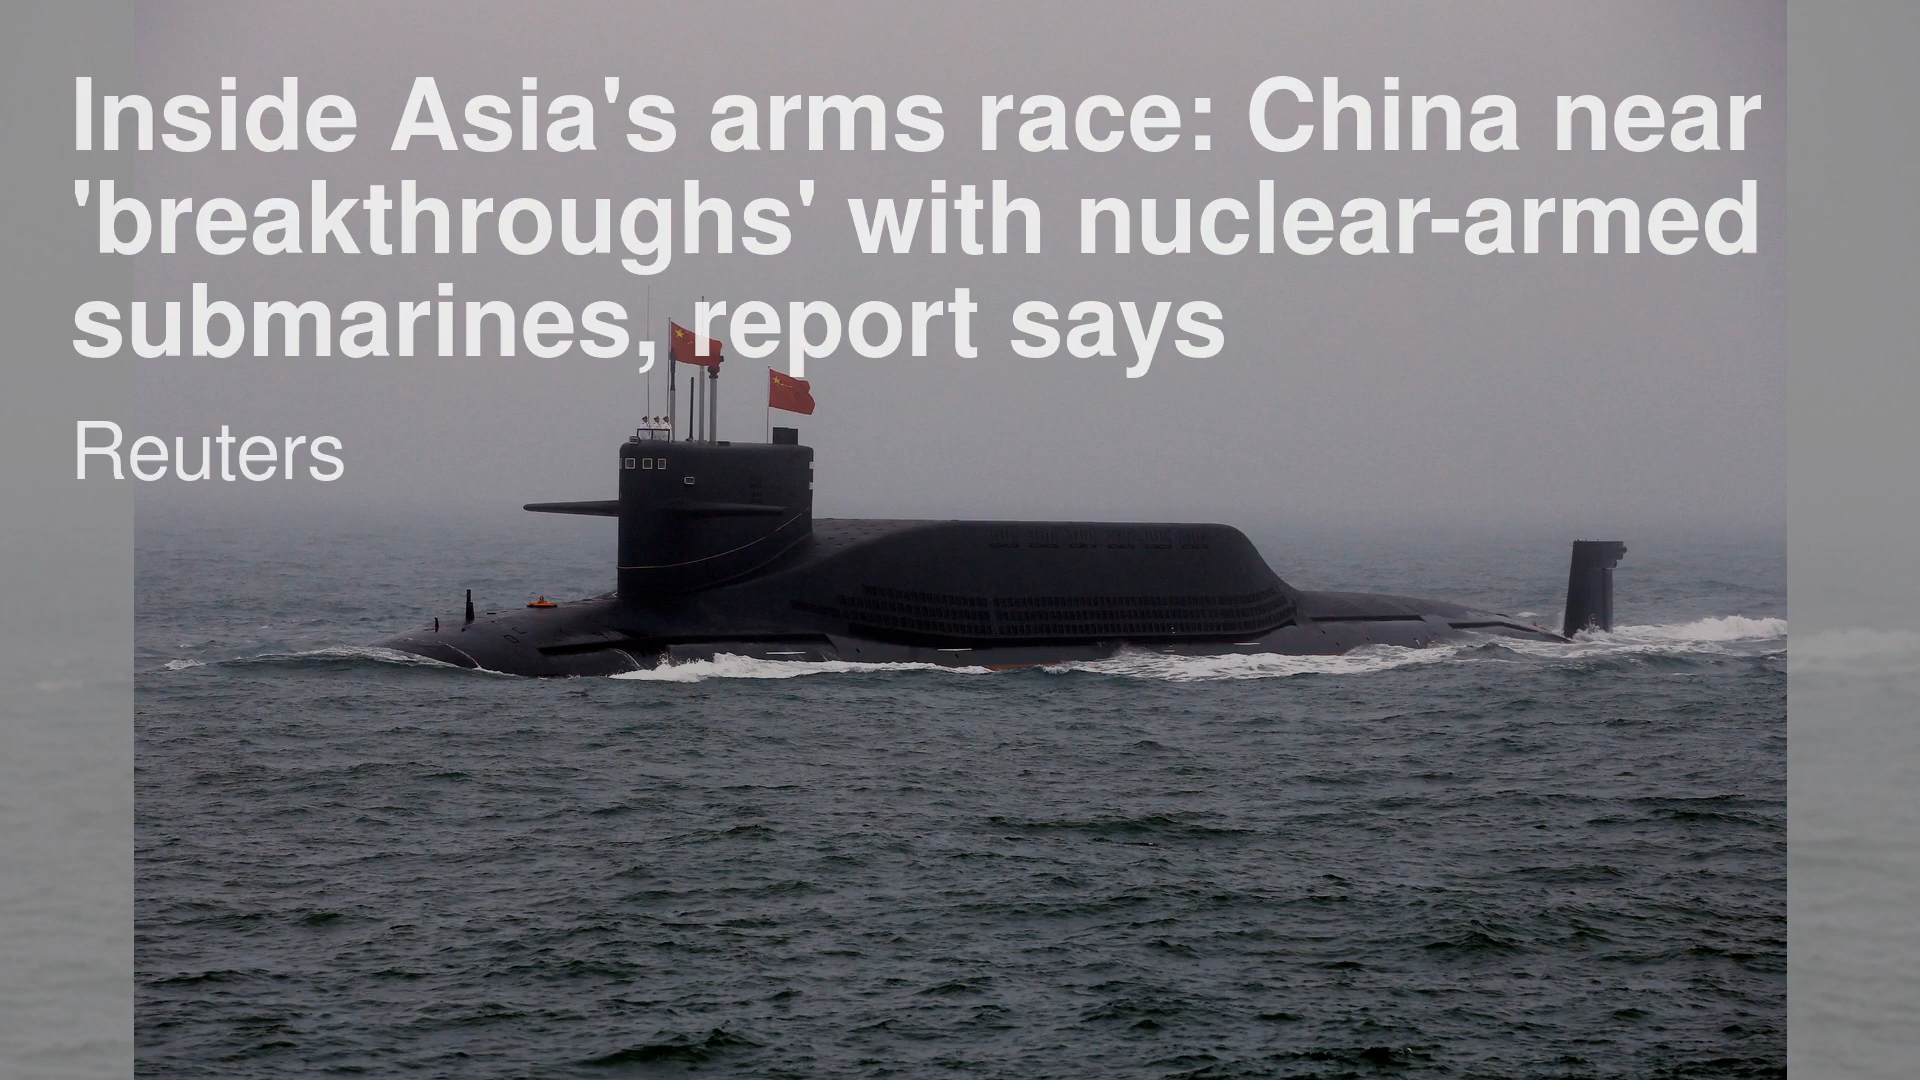 Inside Asia's arms race: China near
'breakthroughs' with nuclear-armed
submarines, report says
Reuters